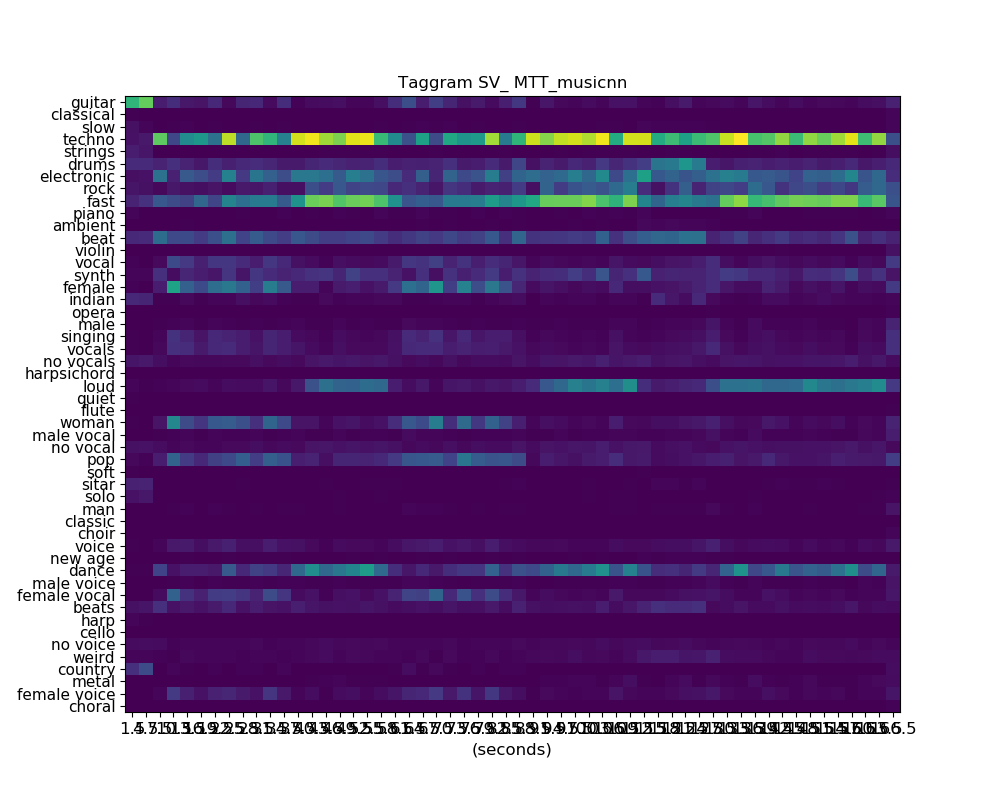 Taggram SV_ MTT_musicnn
guitar
classical
slow
techno
strings
drums
electronic
rock
fast
piano
ambient
beat
violin
vocal
synth
female
indian
opera
male
singing
vocals
no vocals
harpsichord
loud
quiet
flute
woman
male vocal
no vocal
pop
soft
sitar
solo
man
classic
choir
voice
new age
dance
male voice
female vocal
beats
harp
cello
no voice
weird
country
metal
female voice
choral
(seconds)